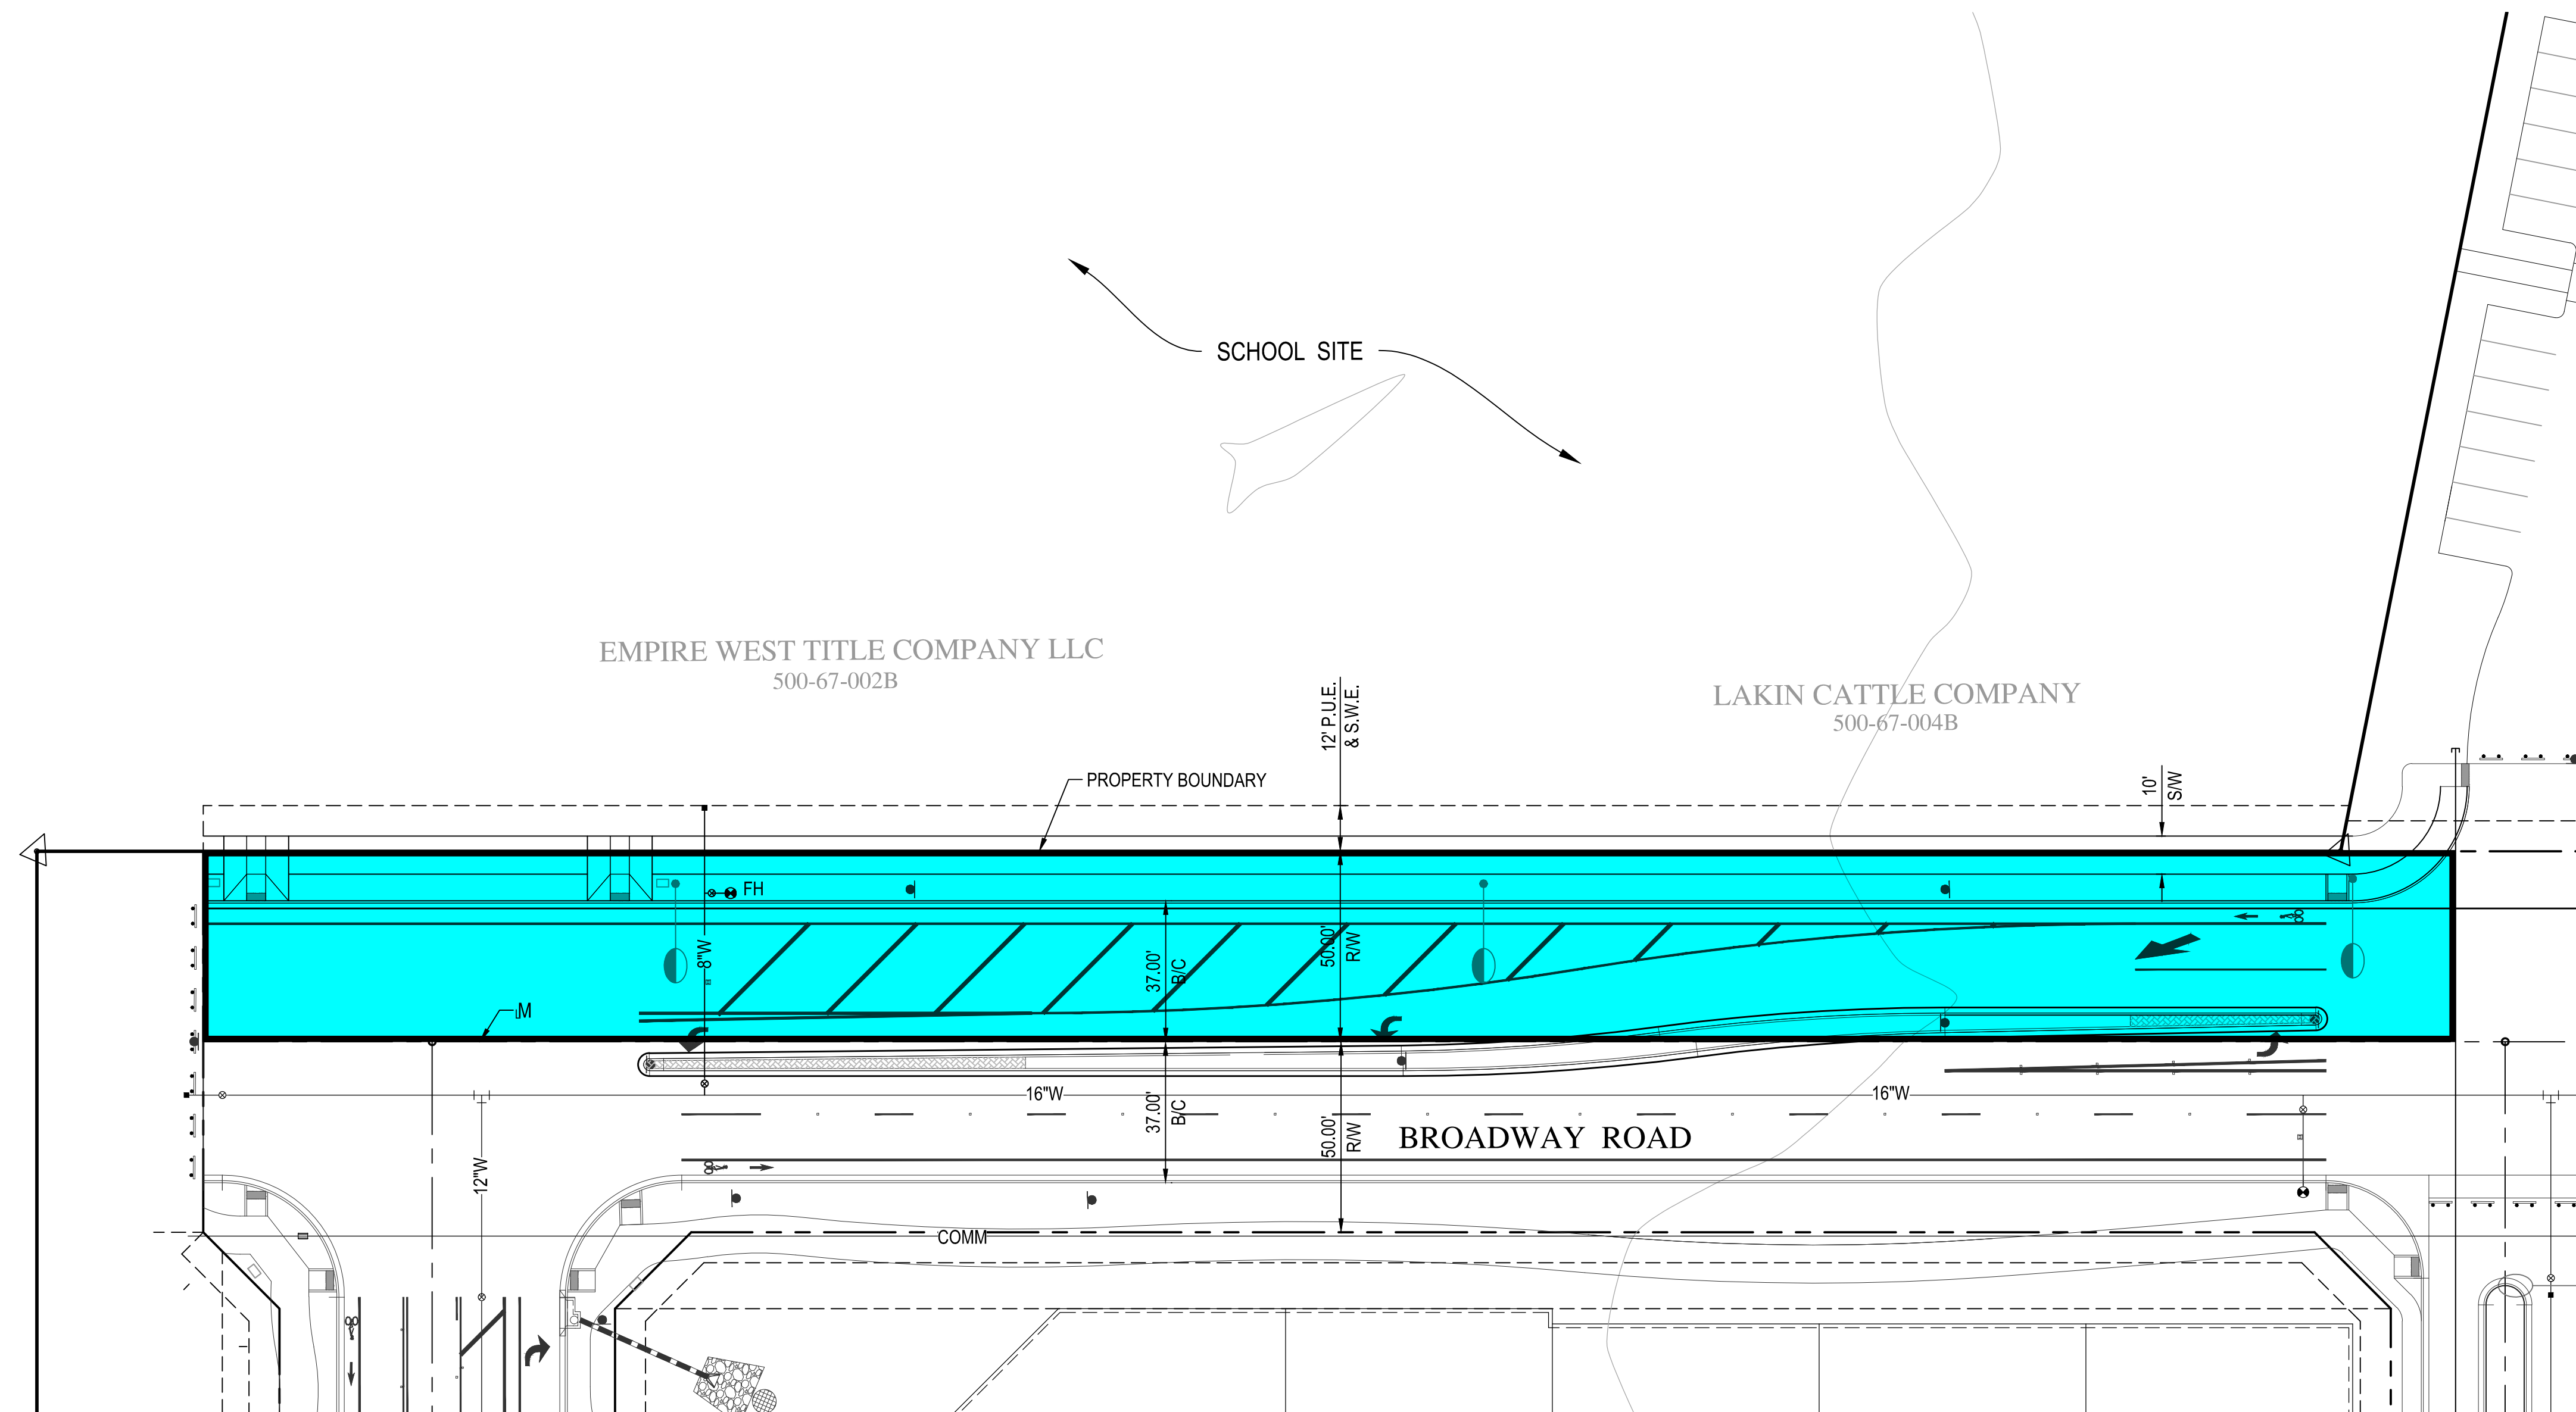 SCHOOL SITE
EMPIRE WEST TITLE COMPANY LLC
500-67-002B
LAKIN CATTLE COMPANY
500-67-004B
12' P.U.E.
& S.W.E.
PROPERTY BOUNDARY
10'
S/W
FH
8"W
37.00'
B/C
50.00'
R/W
16"W
16"W
37.00'
B/C
50.00'
R/W
BROADWAY ROAD
12"W
COMM